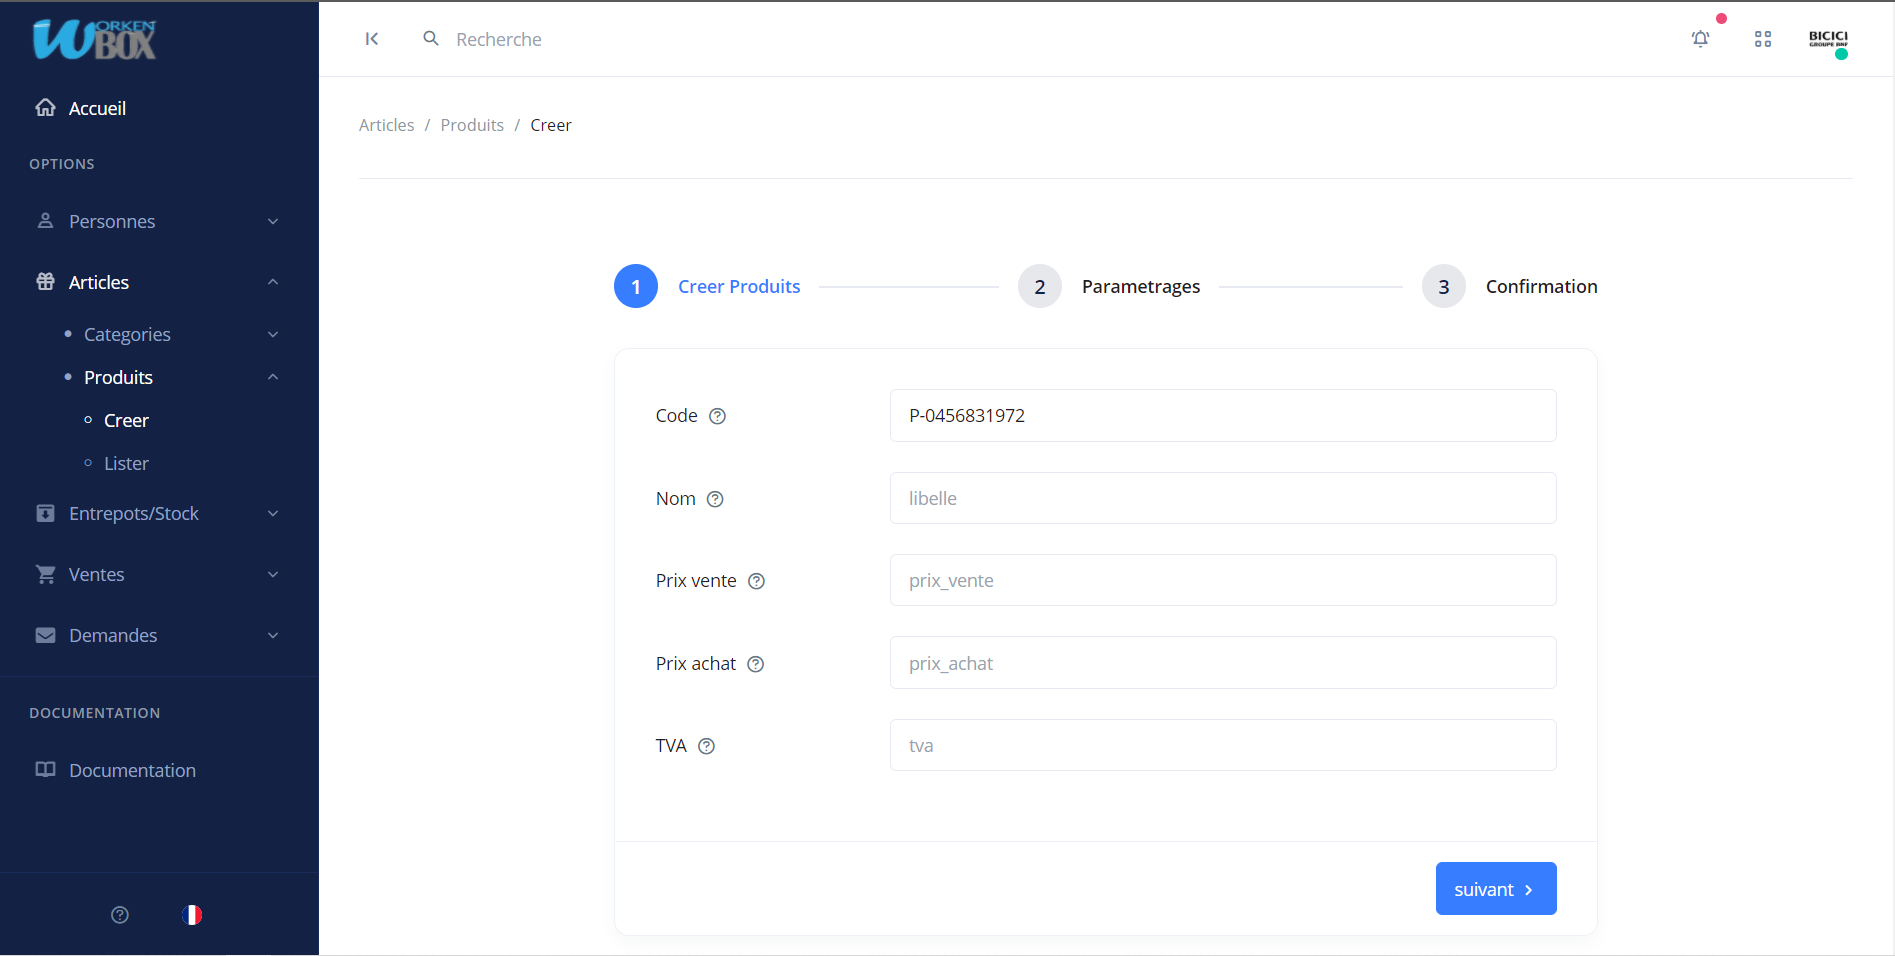 WORKEN
BOX
Accueil
OPTIONS
Personnes
Articles
Categories
Produits
Creer
Lister
Entrepots/Stock
Ventes
Demandes
DOCUMENTATION
Documentation
Recherche
BICICI
GROUPE BNP
Articles / Produits / Creer
1 Creer Produits
2 Parametrages
3 Confirmation
Code P-0456831972
Nom libelle
Prix vente prix_vente
Prix achat prix_achat
TVA tva
suivant